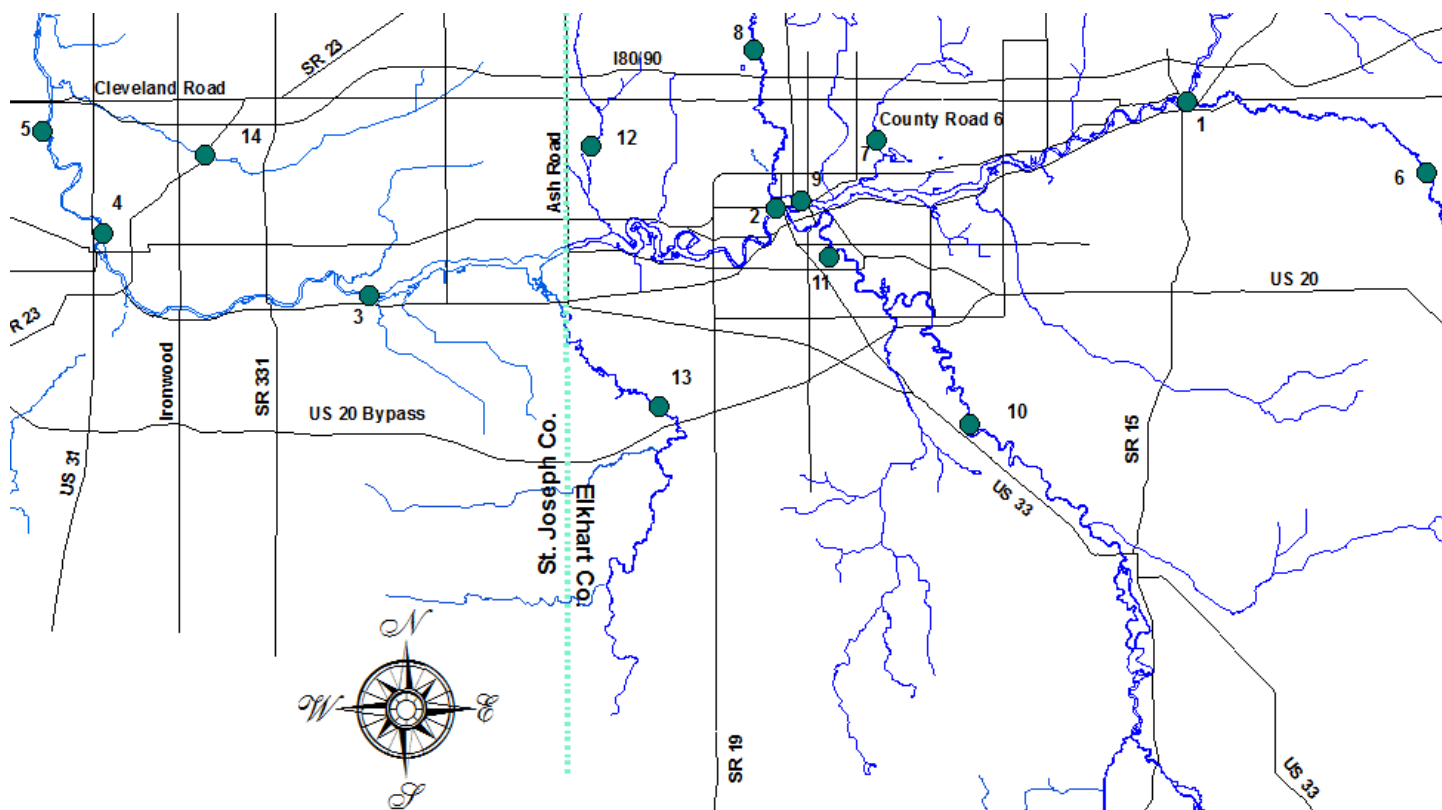 8
SR 23
I80/90
Cleveland Road
1
5
14
12
County Road 6
Ash Road
7
9
6
4
2
11
US 20
3
R 23
Ironwood
SR 331
13
US 20 Bypass
10
SR 15
US 31
St. Joseph Co.
Elkhart Co.
US 33
N
W
E
S
SR 19
US 33